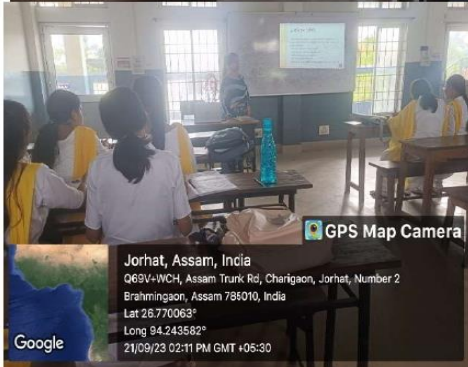 GPS Map Camera
Jorhat, Assam, India
Q69V+WCH, Assam Trunk Rd, Charigaon, Jorhat, Number 2
Brahmingaon, Assam 785010, India
Lat 26.770063°
Long 94.243582°
21/09/23 02:11 PM GMT +05:30
Google